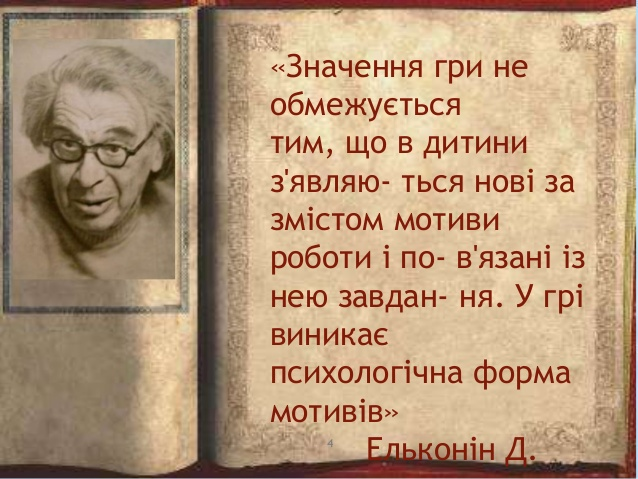 «Значення гри не
обмежується
тим, що в дитини
з'являю- ться нові за
змістом мотиви
роботи і по- в'язані із
нею завдан- ня. У грі
виникає
психологічна форма
мотивів»
4
Ельконін Д.